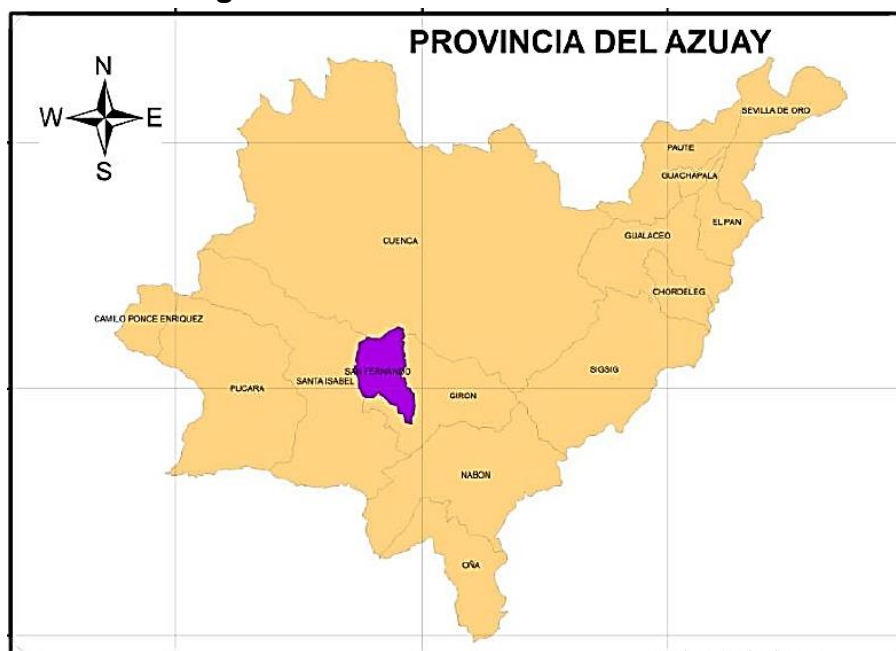 PROVINCIA DEL AZUAY
N
W E
S
SEVILLA DE ORO
PAUTE
GUACHAPALA
EL PAN
GUALACEO
CUENCA
CHORDELEG
CAMILO PONCE ENRIQUEZ
SAN FERNANDO
SIGSIG
SANTA ISABEL
PUCARA
GIRON
NABON
OÑA